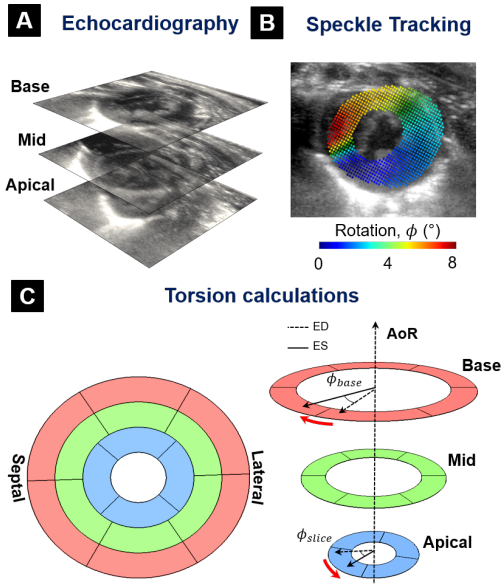 A Echocardiography
B Speckle Tracking
Base
Mid
Apical
Rotation, ϕ (°)
0 4 8
C Torsion calculations
ED
ES
AoR
Base
ϕbase
Septal
Lateral
Mid
ϕslice
Apical